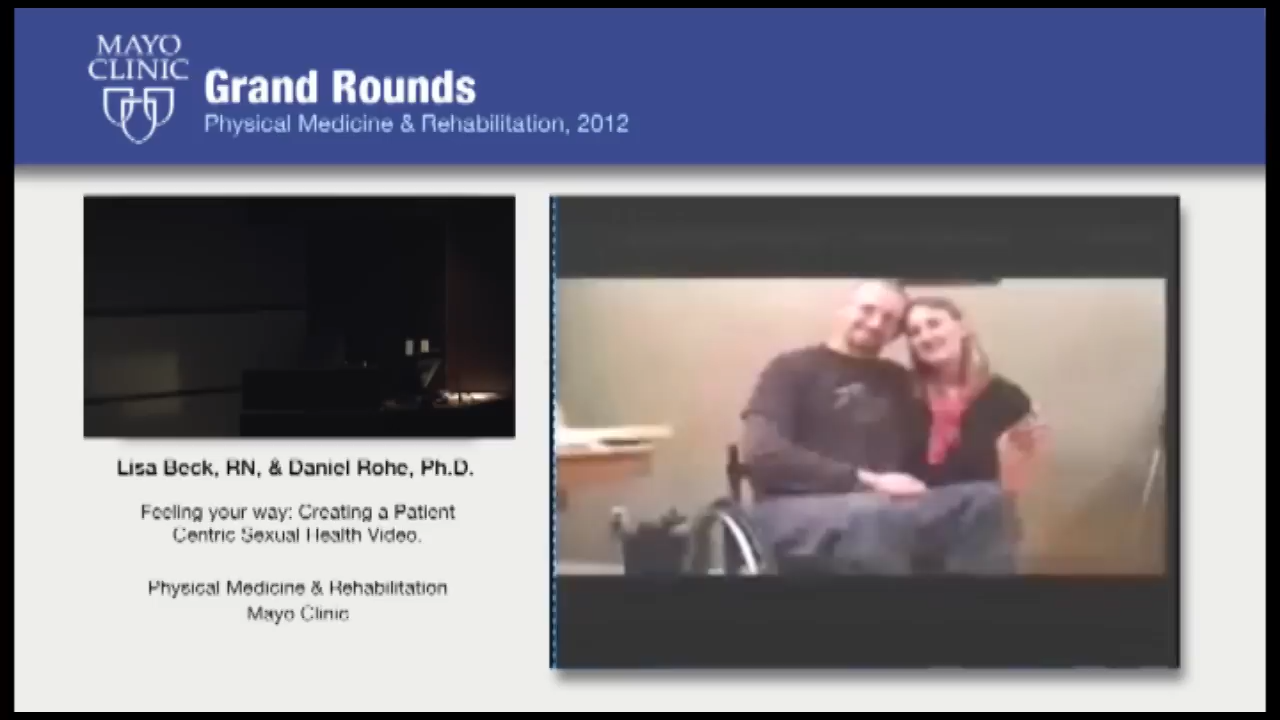 MAYO
CLINIC
Grand Rounds
Physical Medicine & Rehabilitation, 2012
Lisa Beck, RN, & Daniel Rohe, Ph.D.
Feeling your way: Creating a Patient
Centric Sexual Health Video.
Physical Medicine & Rehabilitation
Mayo Clinic